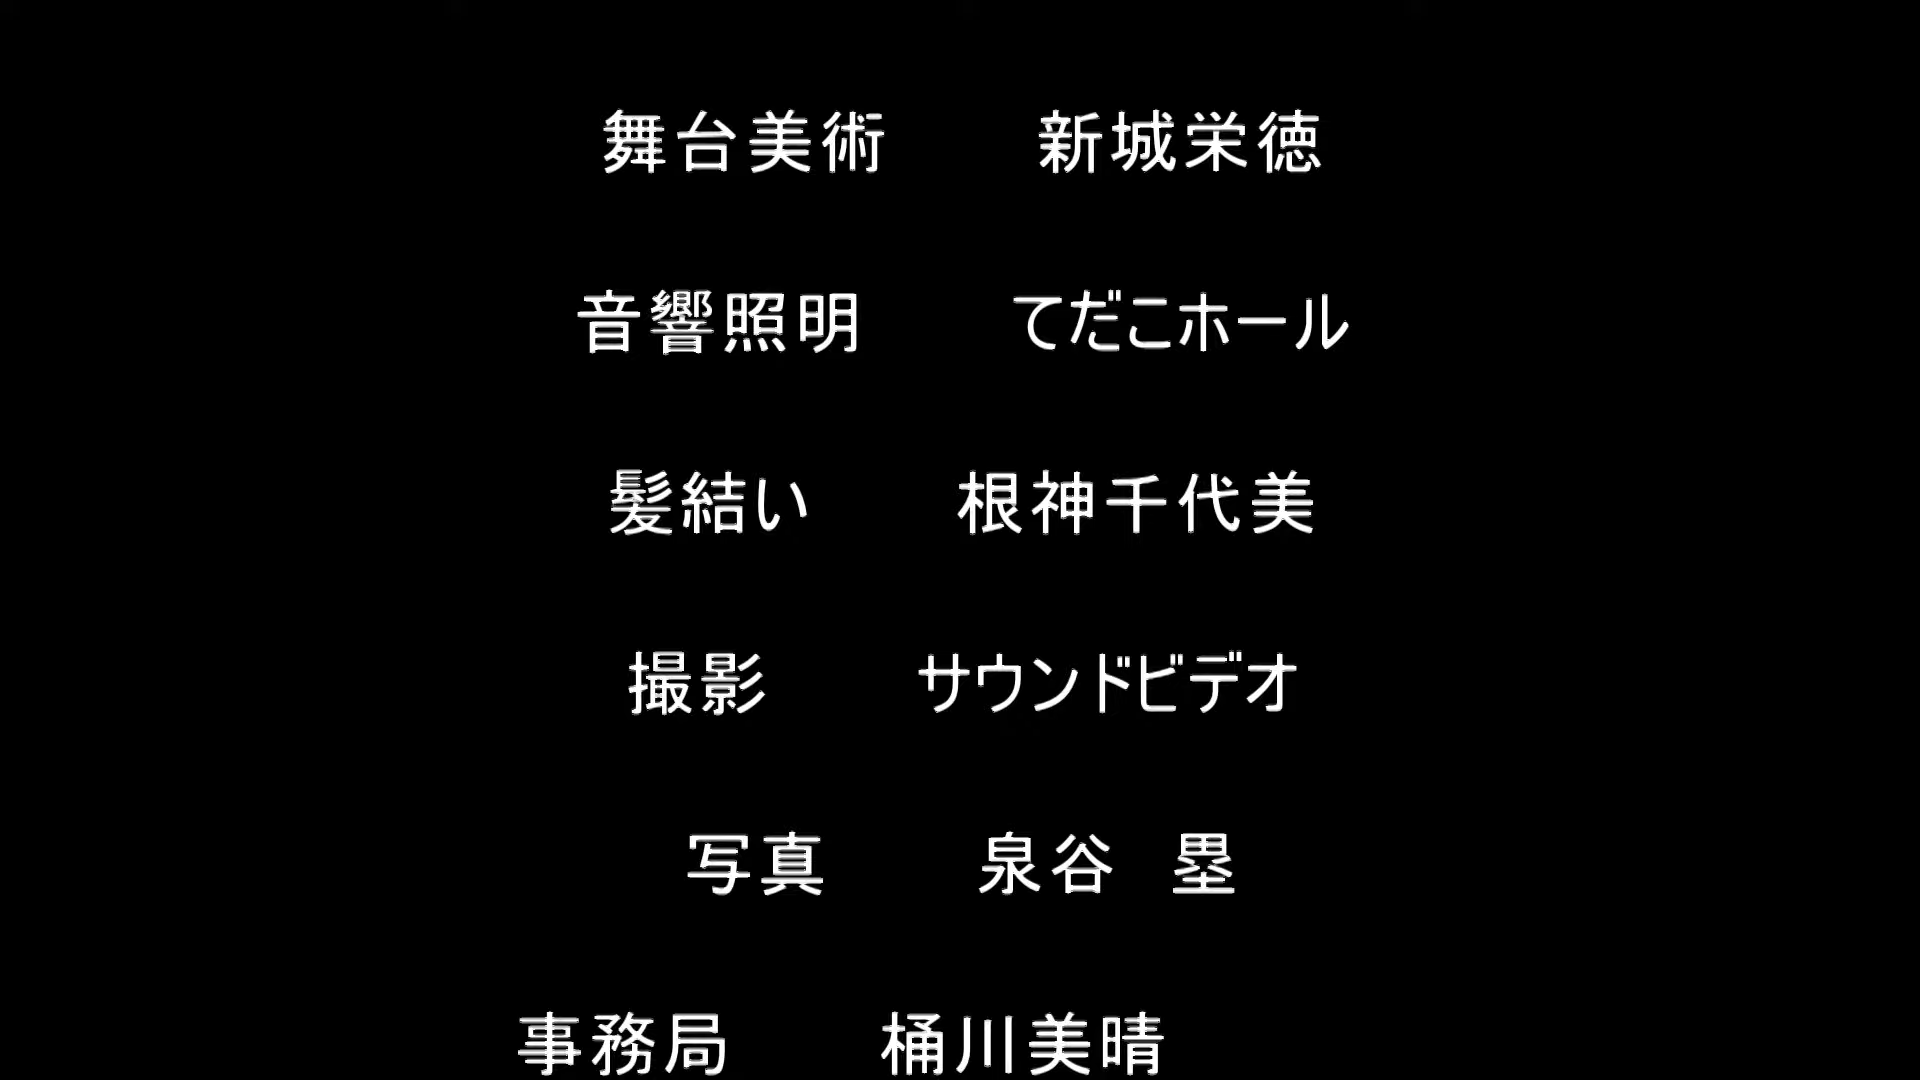 舞台美術　　新城栄徳
音響照明　　てだこホール
髪結い　　根神千代美
撮影　　サウンドビデオ
写真　　泉谷　塁
事務局　　桶川美晴